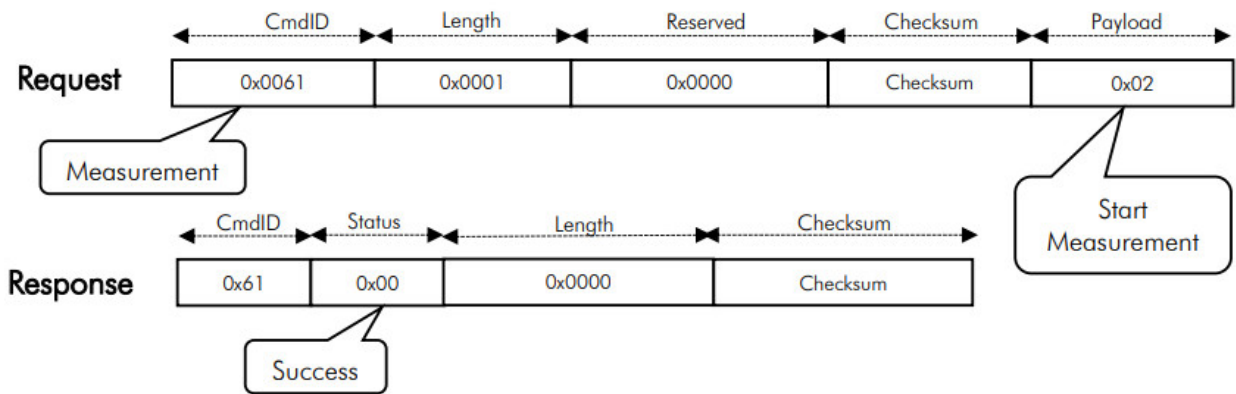 CmdID Length Reserved Checksum Payload
Request 0x0061 0x0001 0x0000 Checksum 0x02
Measurement
Start
Measurement
CmdID Status Length Checksum
Response 0x61 0x00 0x0000 Checksum
Success